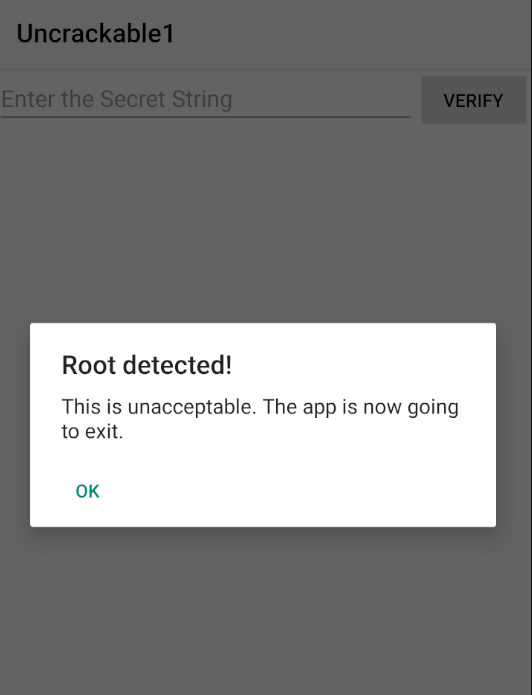 Uncrackable1
Enter the Secret String
VERIFY
Root detected!
This is unacceptable. The app is now going
to exit.
OK